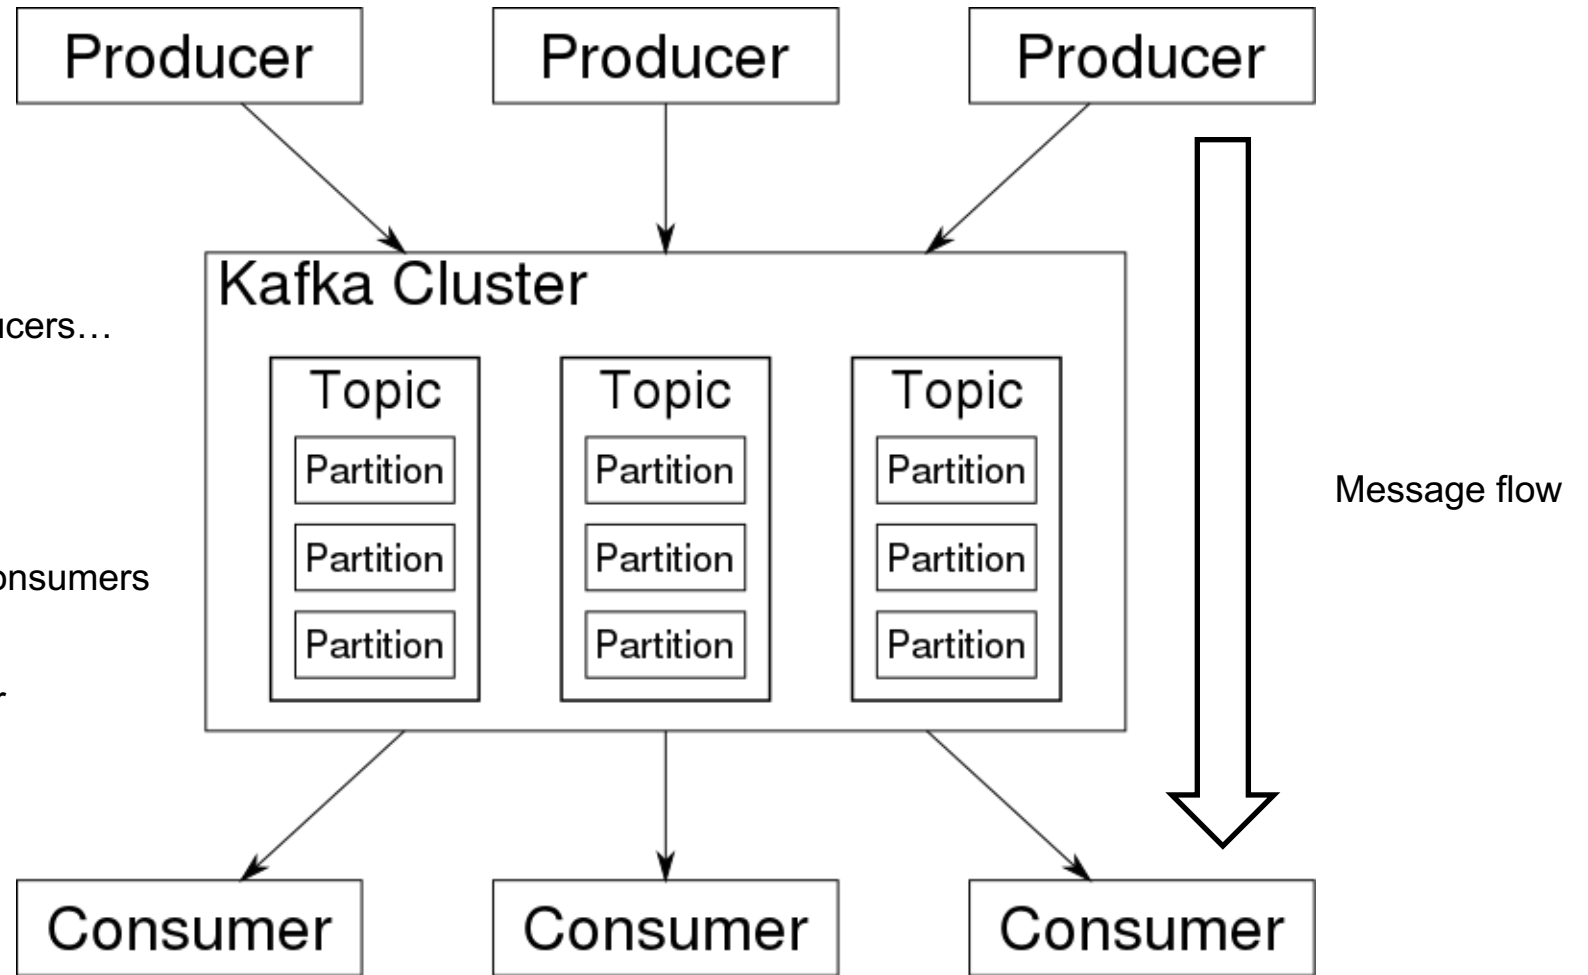 Producer Producer Producer
Kafka Cluster
ucers…
Topic Topic Topic
Partition Partition Partition
Message flow
Partition Partition Partition
onsumers
Partition Partition Partition
r
Consumer Consumer Consumer